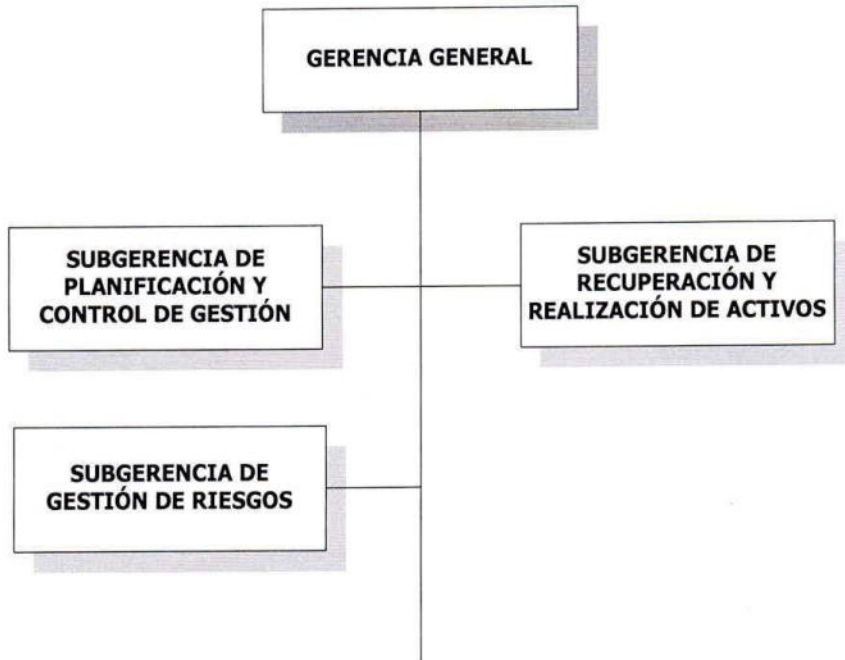 GERENCIA GENERAL
SUBGERENCIA DE
PLANIFICACIÓN Y
CONTROL DE GESTIÓN
SUBGERENCIA DE
RECUPERACIÓN Y
REALIZACIÓN DE ACTIVOS
SUBGERENCIA DE
GESTIÓN DE RIESGOS